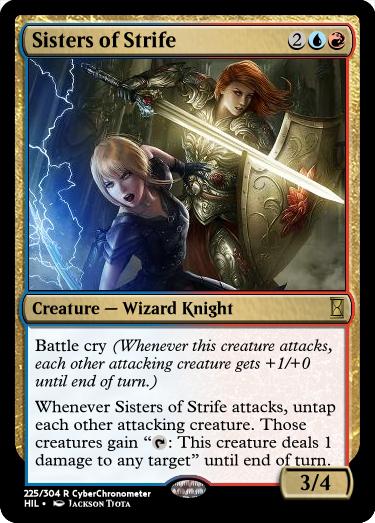 Sisters of Strife 2
Creature — Wizard Knight
Battle cry (Whenever this creature attacks,
each other attacking creature gets +1/+0
until end of turn.)
Whenever Sisters of Strife attacks, untap
each other attacking creature. Those
creatures gain “: This creature deals 1
damage to any target” until end of turn.
3/4
225/304 R CyberChronometer
HIL • Jackson Tjota